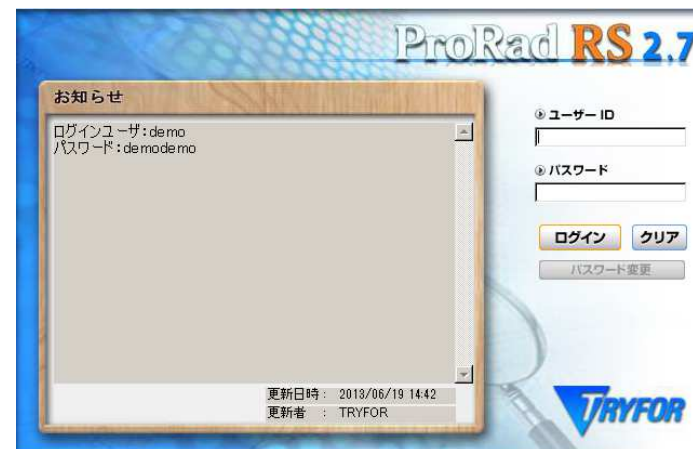 ProRad RS 2.7
お知らせ
ログインユーザ:demo
パスワード:demodemo
更新日時 : 2013/06/19 14:42
更新者 : TRYFOR
ユーザー ID
パスワード
ログイン クリア
パスワード変更
TRYFOR